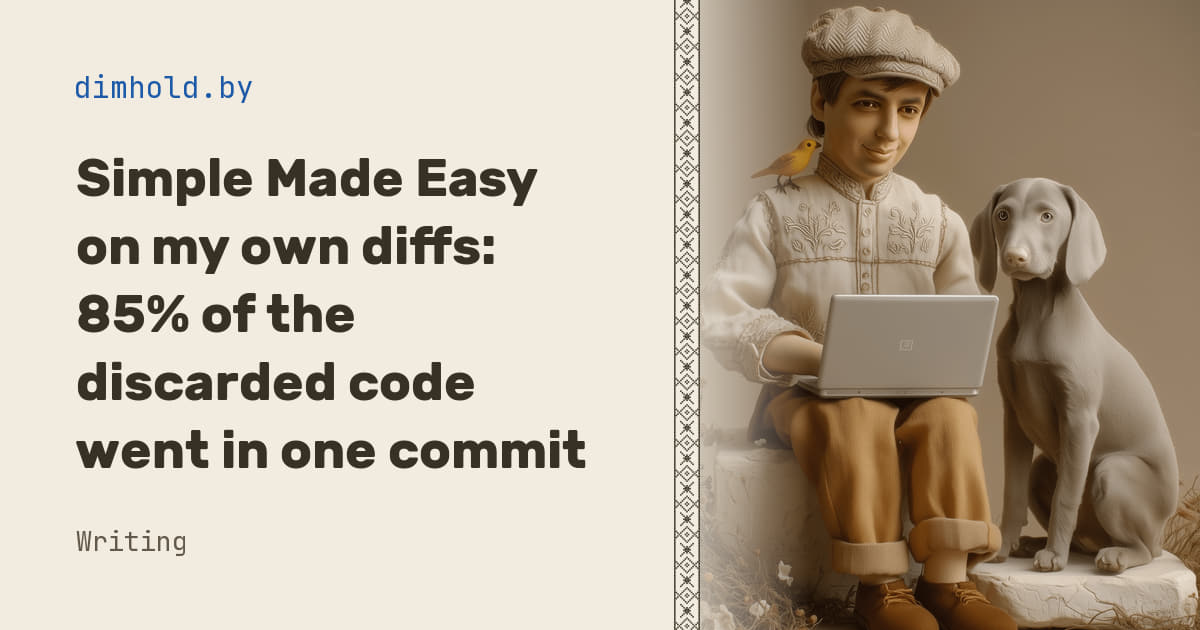 dimhold.by
Simple Made Easy
on my own diffs:
85% of the
discarded code
went in one commit
Writing